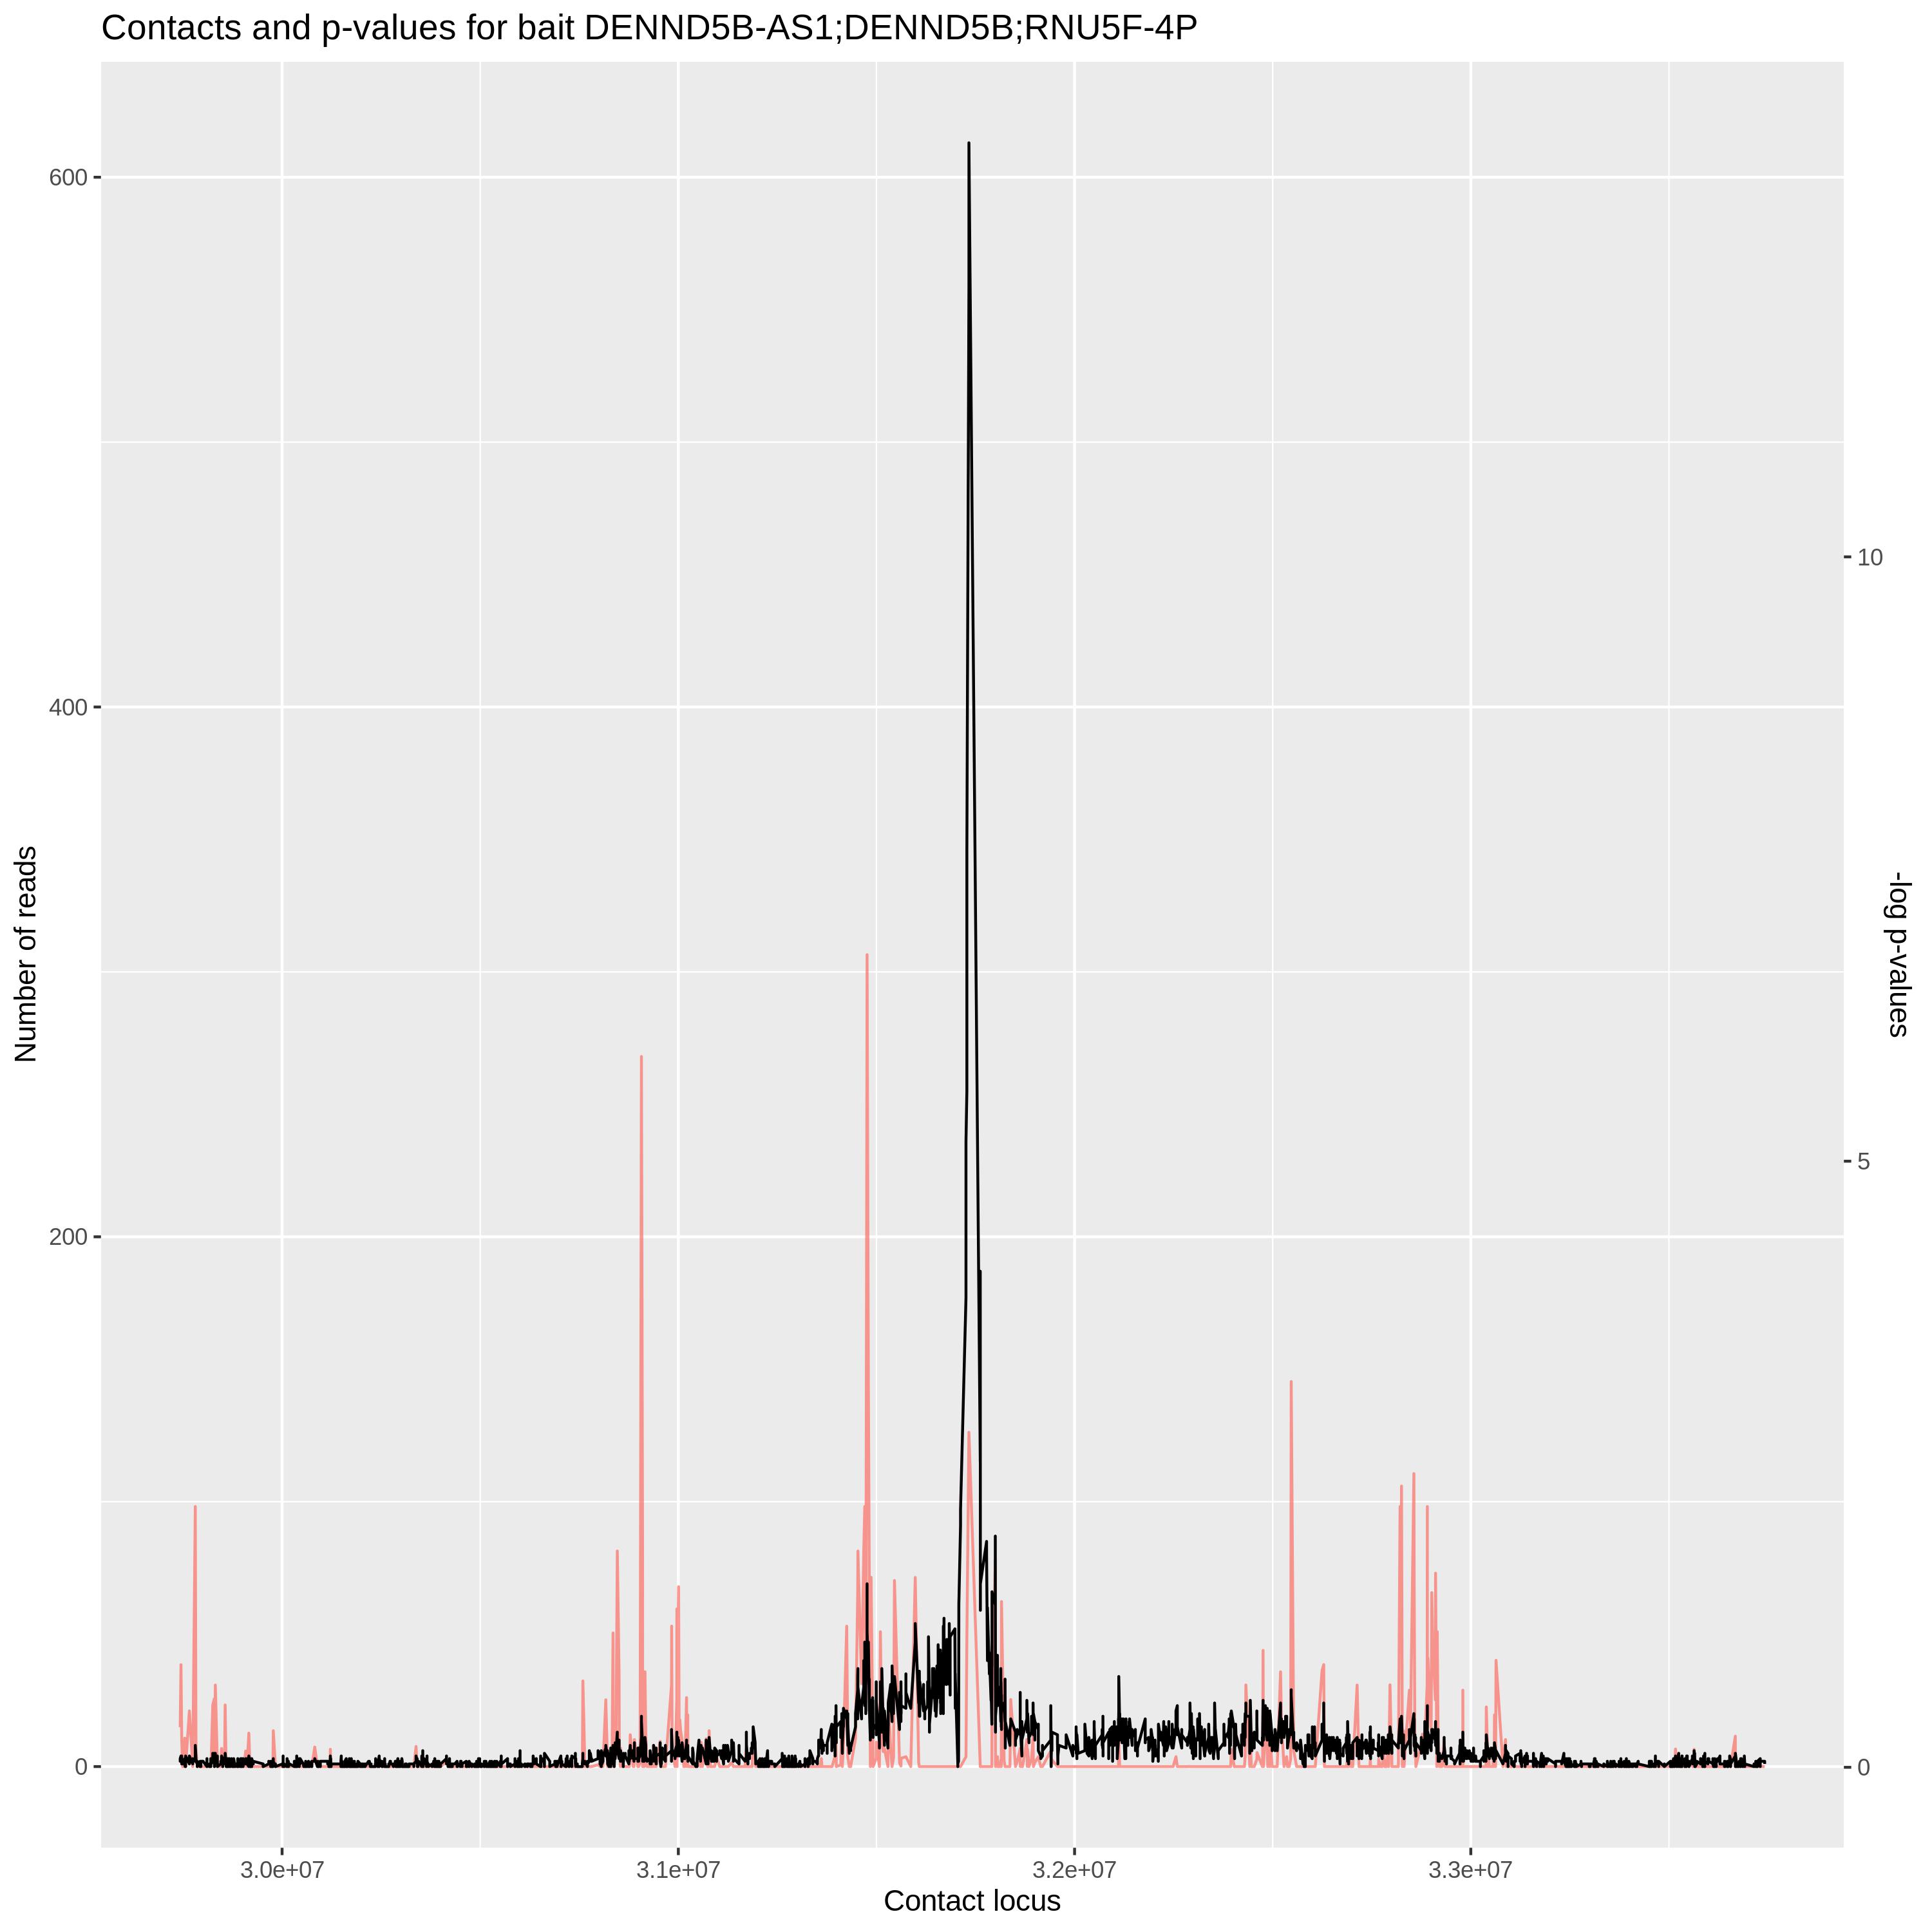 Contacts and p-values for bait DENND5B-AS1;DENND5B;RNU5F-4P
Number of reads
600
400
200
0
10
5
0
-log p-values
3.0e+07
3.1e+07
3.2e+07
3.3e+07
Contact locus